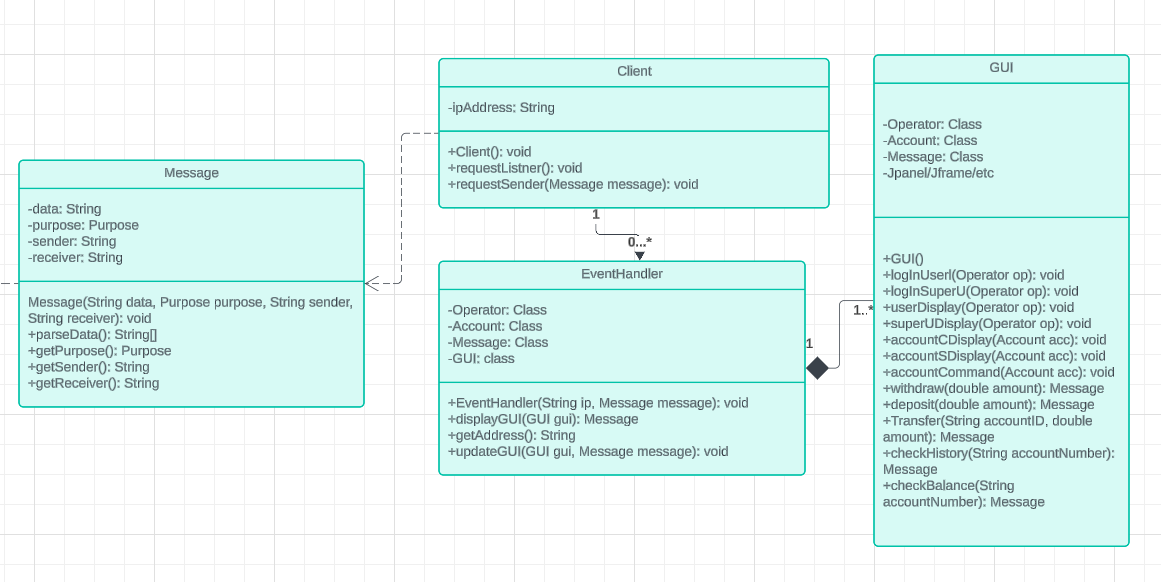 Client
-ipAddress: String
+Client(): void
+requestListner(): void
+requestSender(Message message): void
1
0...*
Message
-data: String
-purpose: Purpose
-sender: String
-receiver: String
Message(String data, Purpose purpose, String sender,
String receiver): void
+parseData(): String[]
+getPurpose(): Purpose
+getSender(): String
+getReceiver(): String
EventHandler
-Operator: Class
-Account: Class
-Message: Class
-GUI: class
+EventHandler(String ip, Message message): void
+displayGUI(GUI gui): Message
+getAddress(): String
+updateGUI(GUI gui, Message message): void
1
1..*
GUI
-Operator: Class
-Account: Class
-Message: Class
-Jpanel/Jframe/etc
+GUI()
+logInUserl(Operator op): void
+logInSuperU(Operator op): void
+userDisplay(Operator op): void
+superUDisplay(Operator op): void
+accountCDisplay(Account acc): void
+accountSDisplay(Account acc): void
+accountCommand(Account acc): void
+withdraw(double amount): Message
+deposit(double amount): Message
+Transfer(String accountID, double
amount): Message
+checkHistory(String accountNumber):
Message
+checkBalance(String
accountNumber): Message